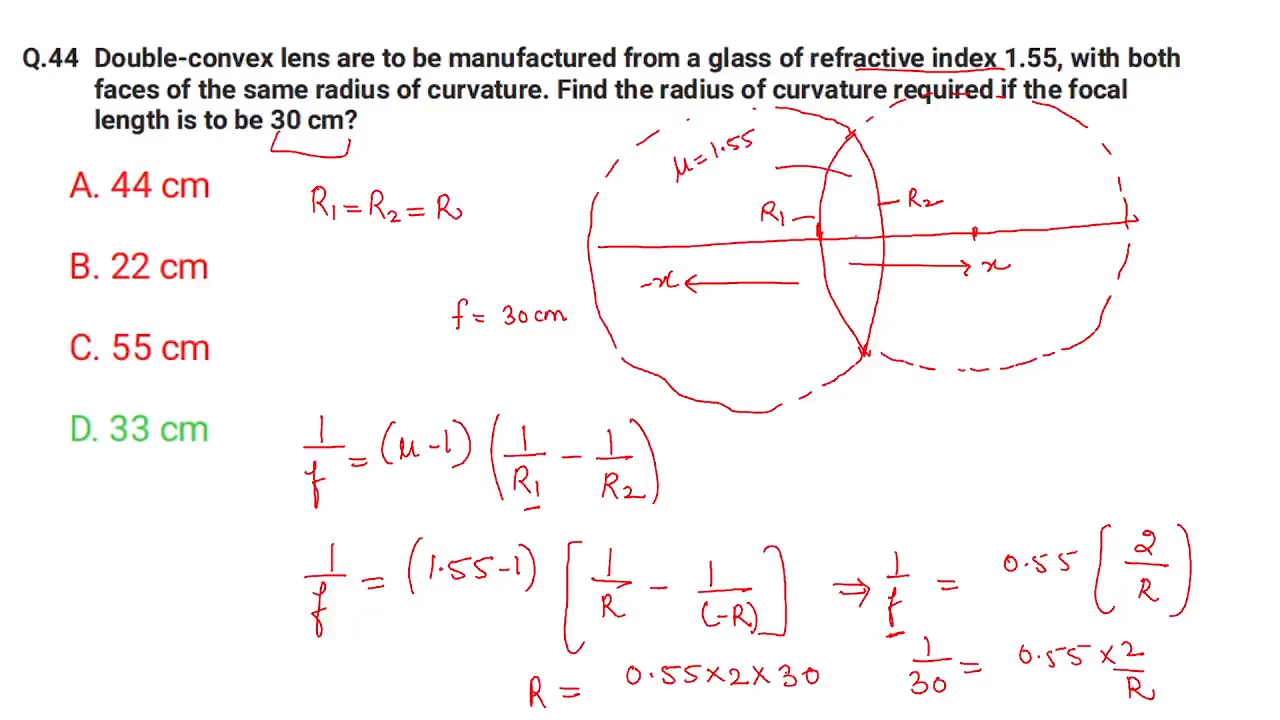 Q.44 Double-convex lens are to be manufactured from a glass of refractive index 1.55, with both
faces of the same radius of curvature. Find the radius of curvature required if the focal
length is to be 30 cm?
A. 44 cm
B. 22 cm
C. 55 cm
D. 33 cm
R₁ = R₂ = R
f = 30 cm
μ = 1.55
R₁
R₂
-x
x
1/f = (μ - 1) (1/R₁ - 1/R₂)
1/f = (1.55 - 1) [1/R - 1/(-R)] ⇒ 1/f = 0.55 (2/R)
1/30 = 0.55 × 2/R
R = 0.55 × 2 × 30